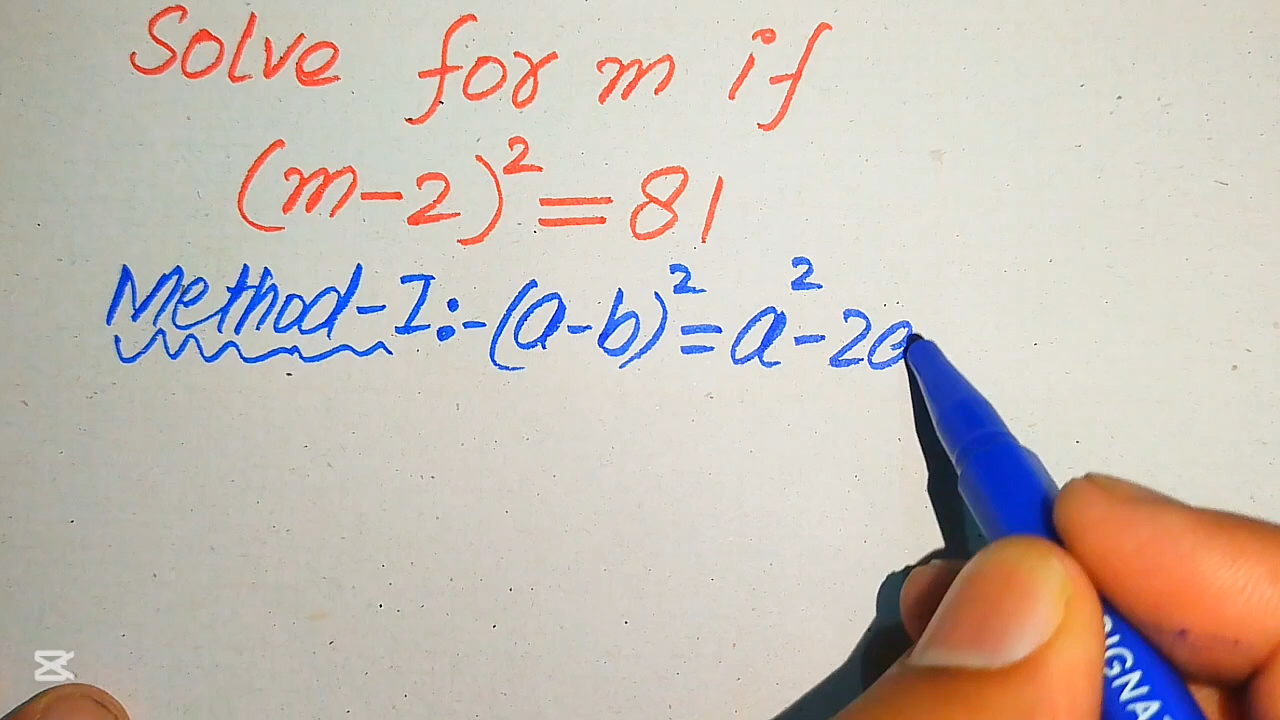 Solve for m if
(m-2)²=81
Method-I:-(a-b)²=a²-2a